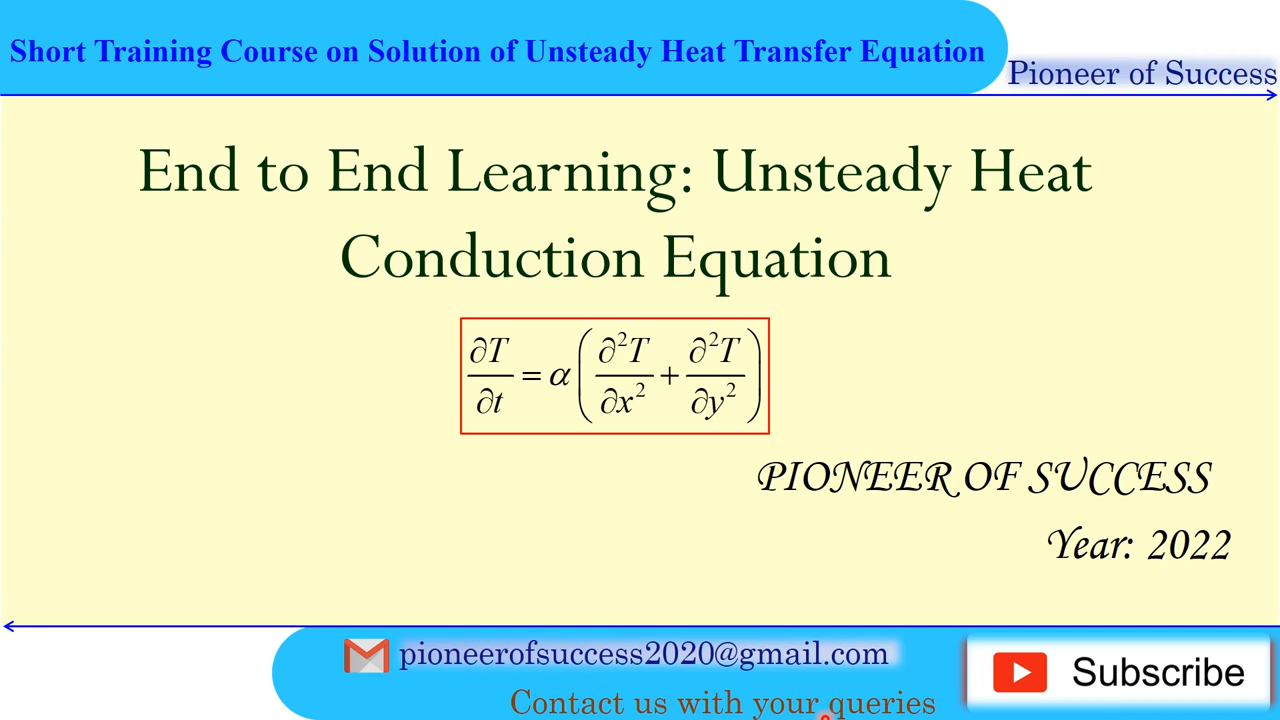 Short Training Course on Solution of Unsteady Heat Transfer Equation
Pioneer of Success
End to End Learning: Unsteady Heat
Conduction Equation
∂T/∂t = α(∂²T/∂x² + ∂²T/∂y²)
PIONEER OF SUCCESS
Year: 2022
pioneerofsuccess2020@gmail.com
Subscribe
Contact us with your queries